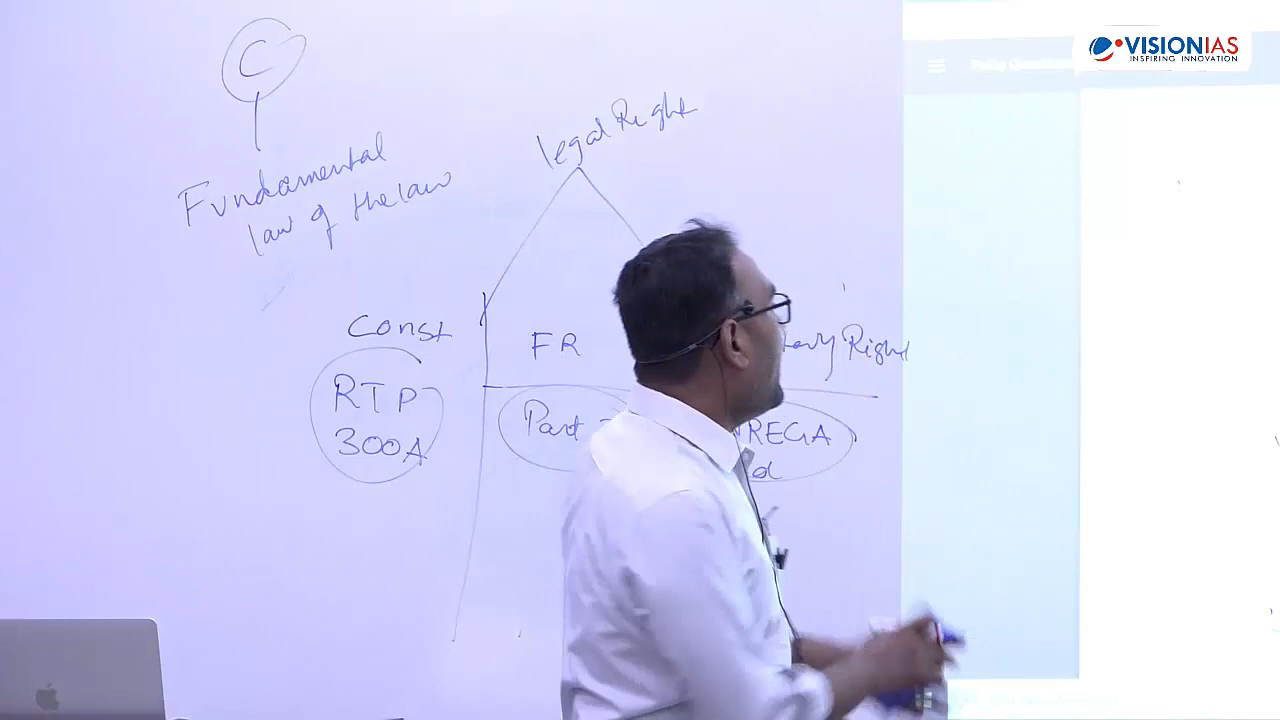 VISIONIAS
INSPIRING INNOVATION
C
Fundamental
law of the law
legal Right
Const
FR
Right
RTP
300A
Part
REGA
d